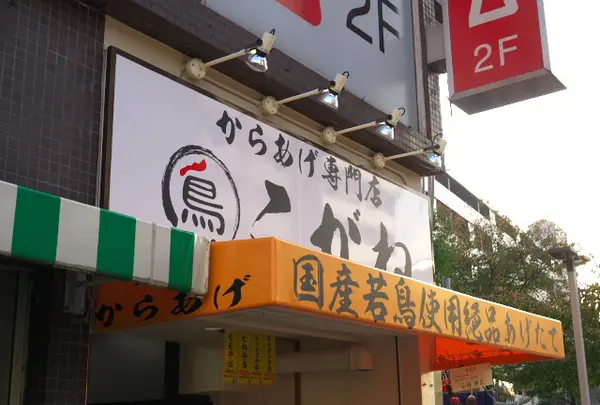 2F
2F
からあげ専門店
鳥
こがね
からあげ
国産若鳥使用絶品あげたて